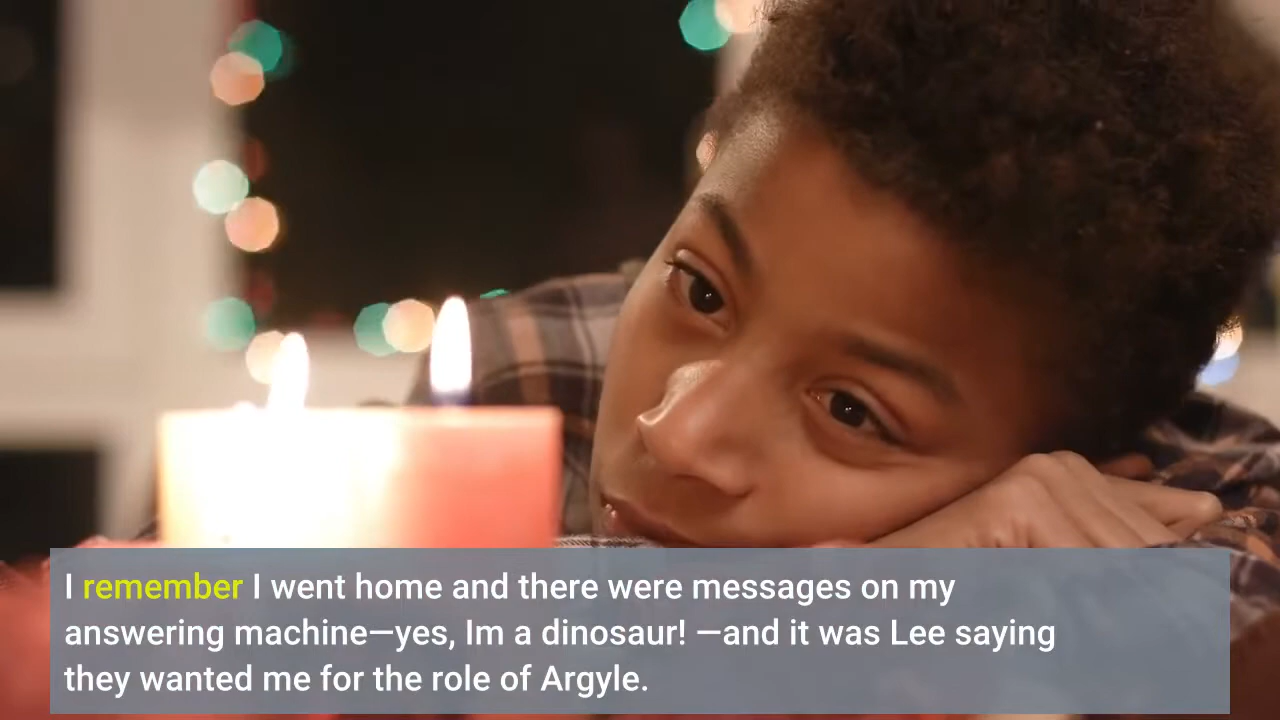 I remember I went home and there were messages on my
answering machine—yes, Im a dinosaur! —and it was Lee saying
they wanted me for the role of Argyle.